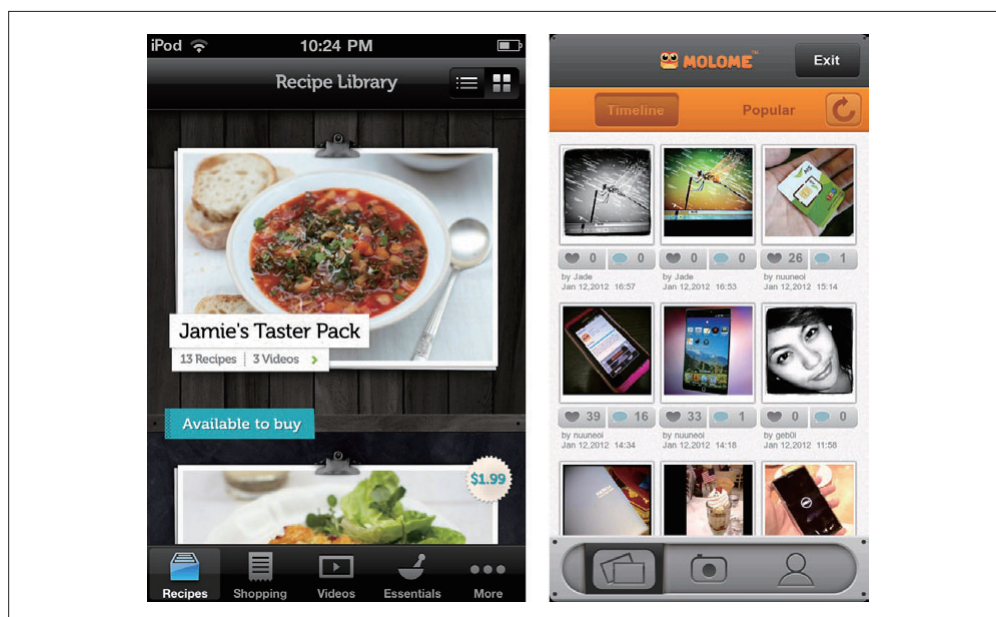 iPod 10:24 PM
Recipe Library
Jamie's Taster Pack
13 Recipes | 3 Videos >
Available to buy
$1.99
Recipes Shopping Videos Essentials More
MOLOME™ Exit
Timeline Popular
0 0 0 0 26 1
by Jade by Jade by nuuneoi
Jan 12,2012 16:57 Jan 12,2012 16:53 Jan 12,2012 15:14
39 16 33 1 0 0
by nuuneoi by nuuneoi by geb0i
Jan 12,2012 14:34 Jan 12,2012 14:18 Jan 12,2012 11:58